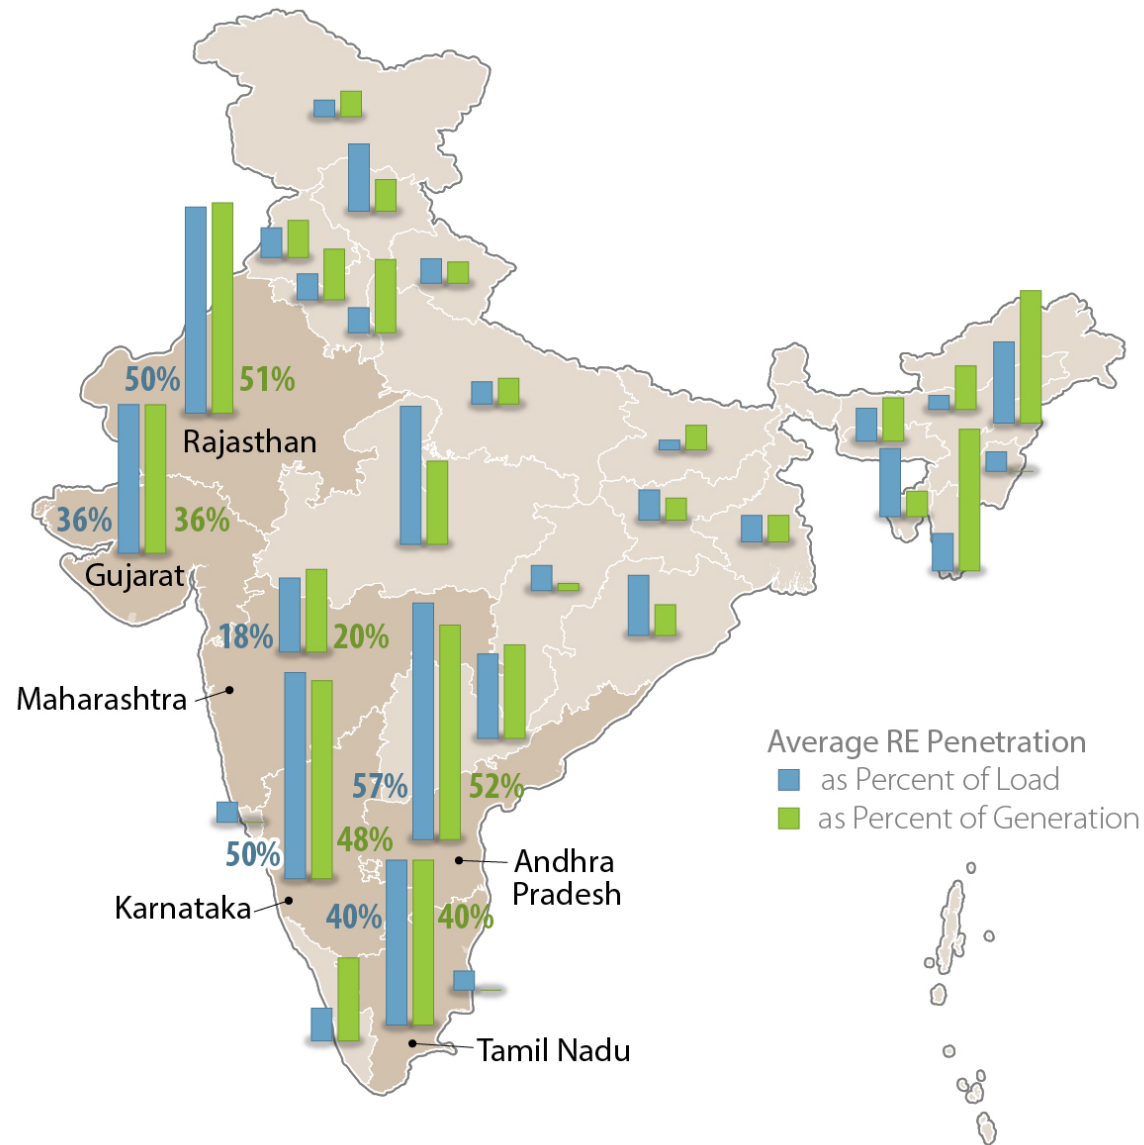 50%
51%
Rajasthan
36%
36%
Gujarat
18%
20%
Maharashtra
57%
52%
50%
48%
Andhra
Pradesh
Karnataka
40%
40%
Tamil Nadu
Average RE Penetration
as Percent of Load
as Percent of Generation